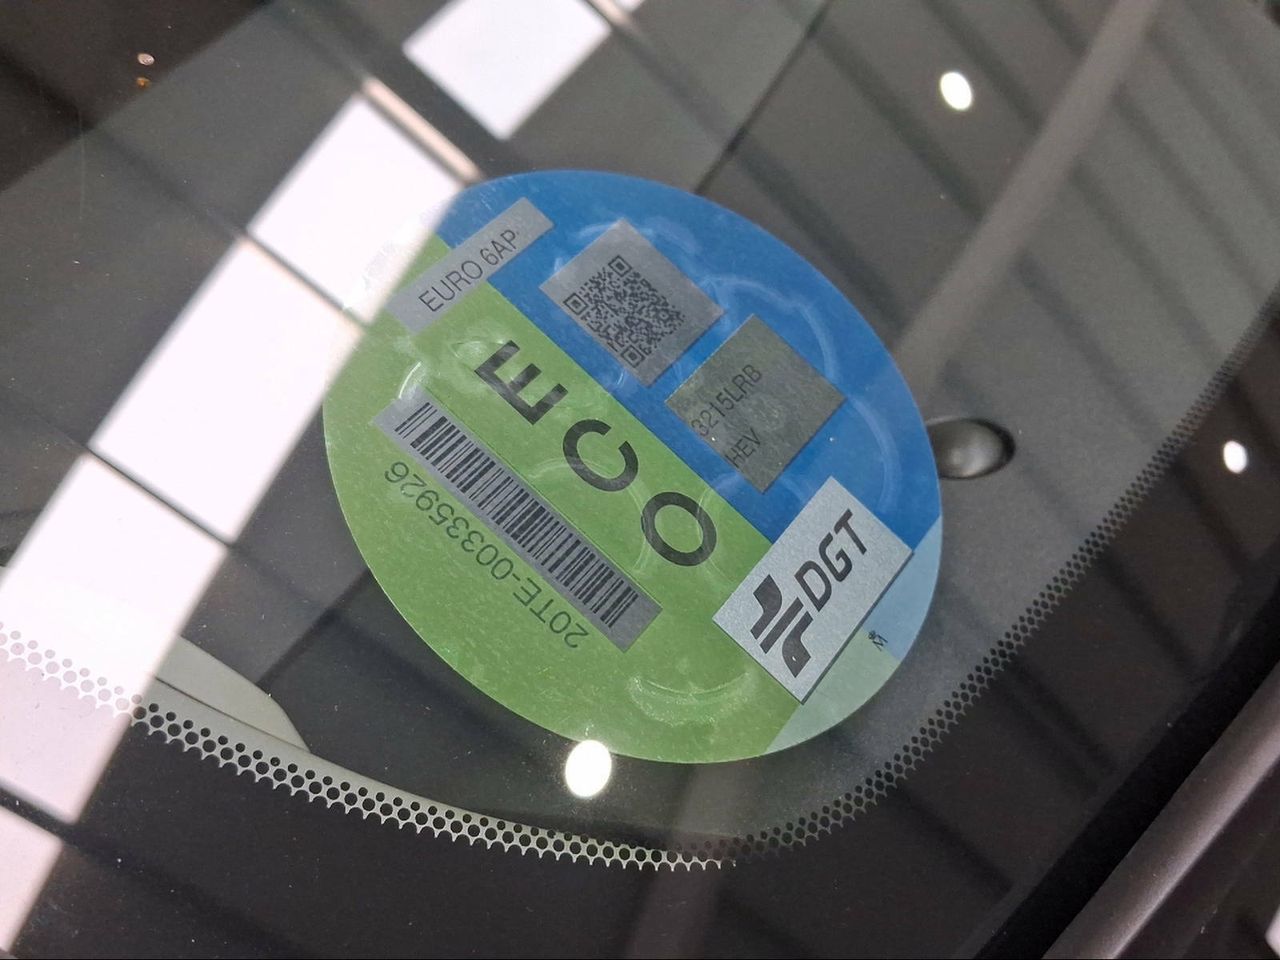 EURO 6AP
3215LRB
HEV
ECO
20TE-00335926
DGT